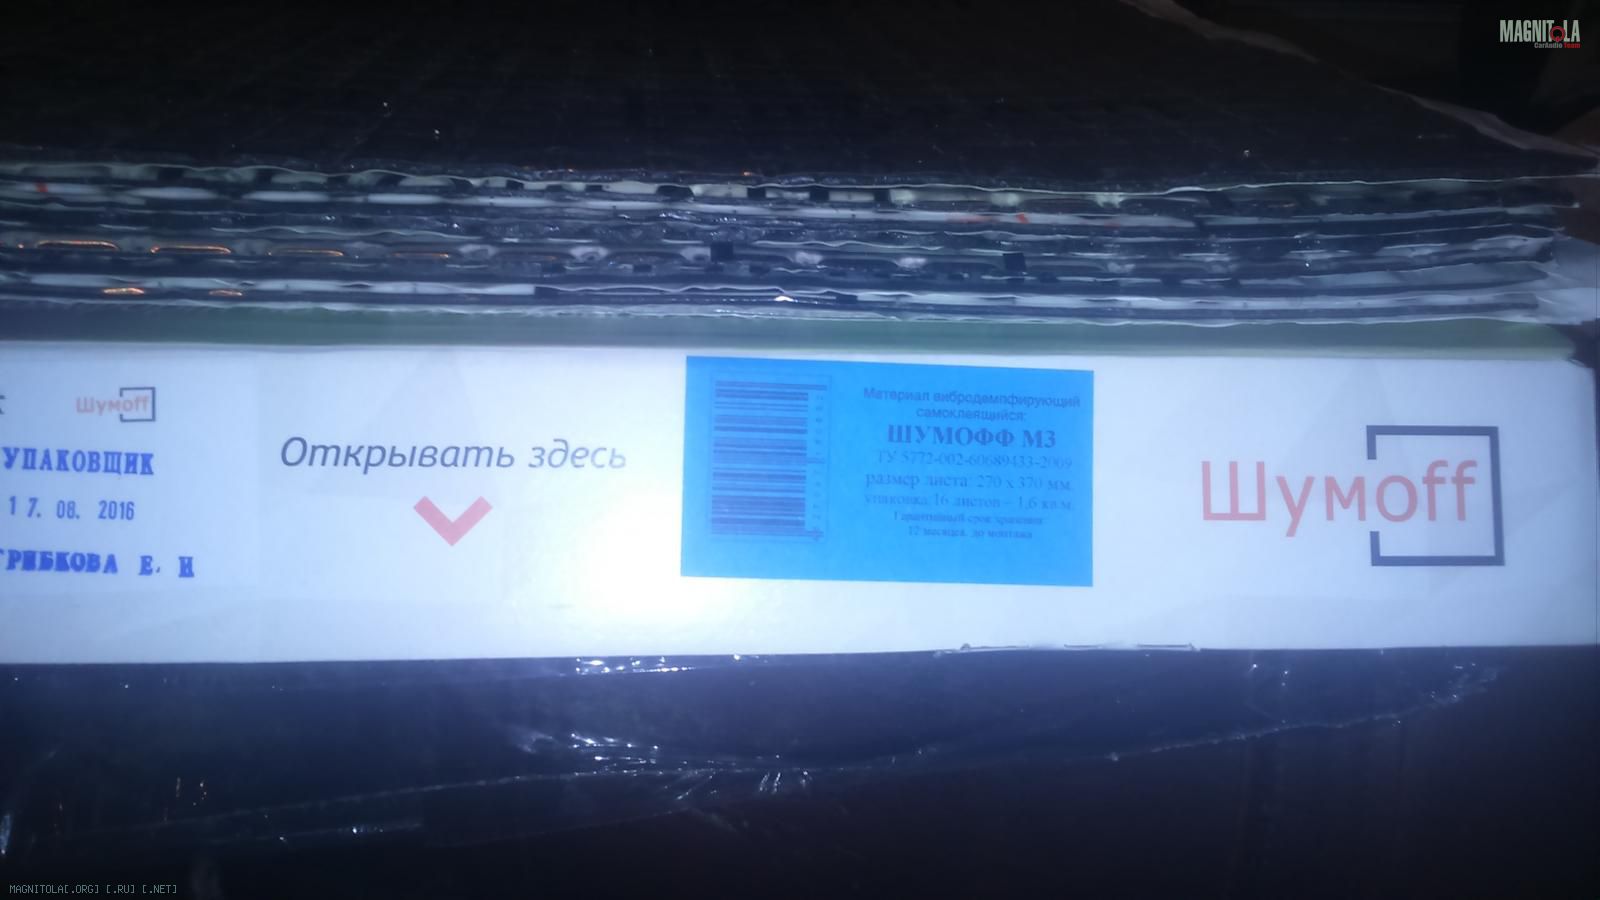 MAGNITOLA
CarAudio Team
Шумoff
УПАКОВЩИК
17. 08. 2016
ГРИБКОВА Е. И
Открывать здесь
Материал вибродемпфирующий
самоклеящийся:
ШУМОФФ М3
ТУ 5772-002-60689433-2009
размер листа: 270 х 370 мм.
упаковка 16 листов – 1,6 кв.м.
Гарантийный срок хранения
12 месяцев, до монтажа
Шумoff
MAGNITOLA[.ORG] [.RU] [.NET]